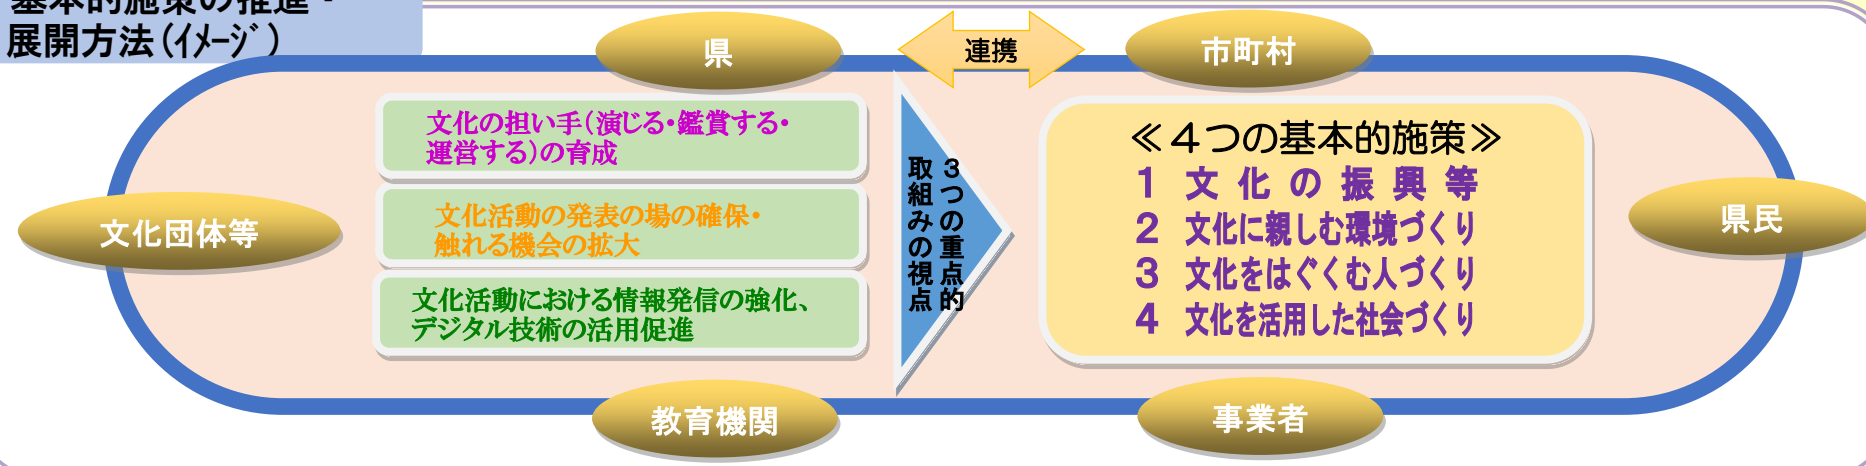 基本的施策の推進・
展開方法(ｲﾒｰｼﾞ)
県
連携
市町村
文化の担い手(演じる・鑑賞する・
運営する)の育成
文化活動の発表の場の確保・
触れる機会の拡大
文化活動における情報発信の強化、
デジタル技術の活用促進
３つの重点的
取組みの視点
≪４つの基本的施策≫
１ 文化の振興等
２ 文化に親しむ環境づくり
３ 文化をはぐくむ人づくり
４ 文化を活用した社会づくり
文化団体等
県民
教育機関
事業者